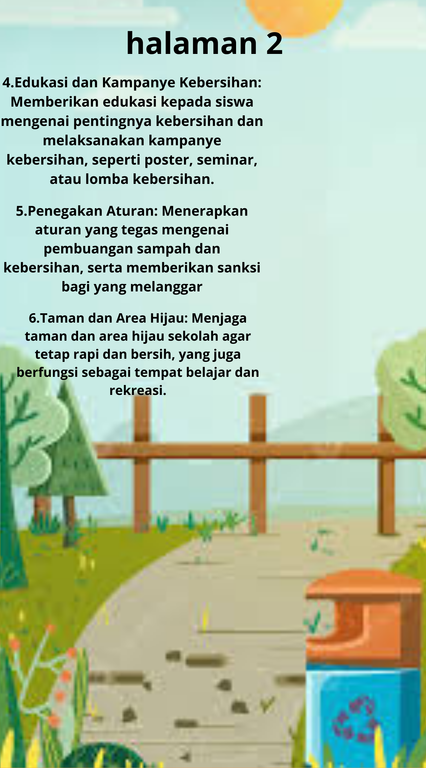 halaman 2
4.Edukasi dan Kampanye Kebersihan:
Memberikan edukasi kepada siswa
mengenai pentingnya kebersihan dan
melaksanakan kampanye
kebersihan, seperti poster, seminar,
atau lomba kebersihan.
5.Penegakan Aturan: Menerapkan
aturan yang tegas mengenai
pembuangan sampah dan
kebersihan, serta memberikan sanksi
bagi yang melanggar
6.Taman dan Area Hijau: Menjaga
taman dan area hijau sekolah agar
tetap rapi dan bersih, yang juga
berfungsi sebagai tempat belajar dan
rekreasi.